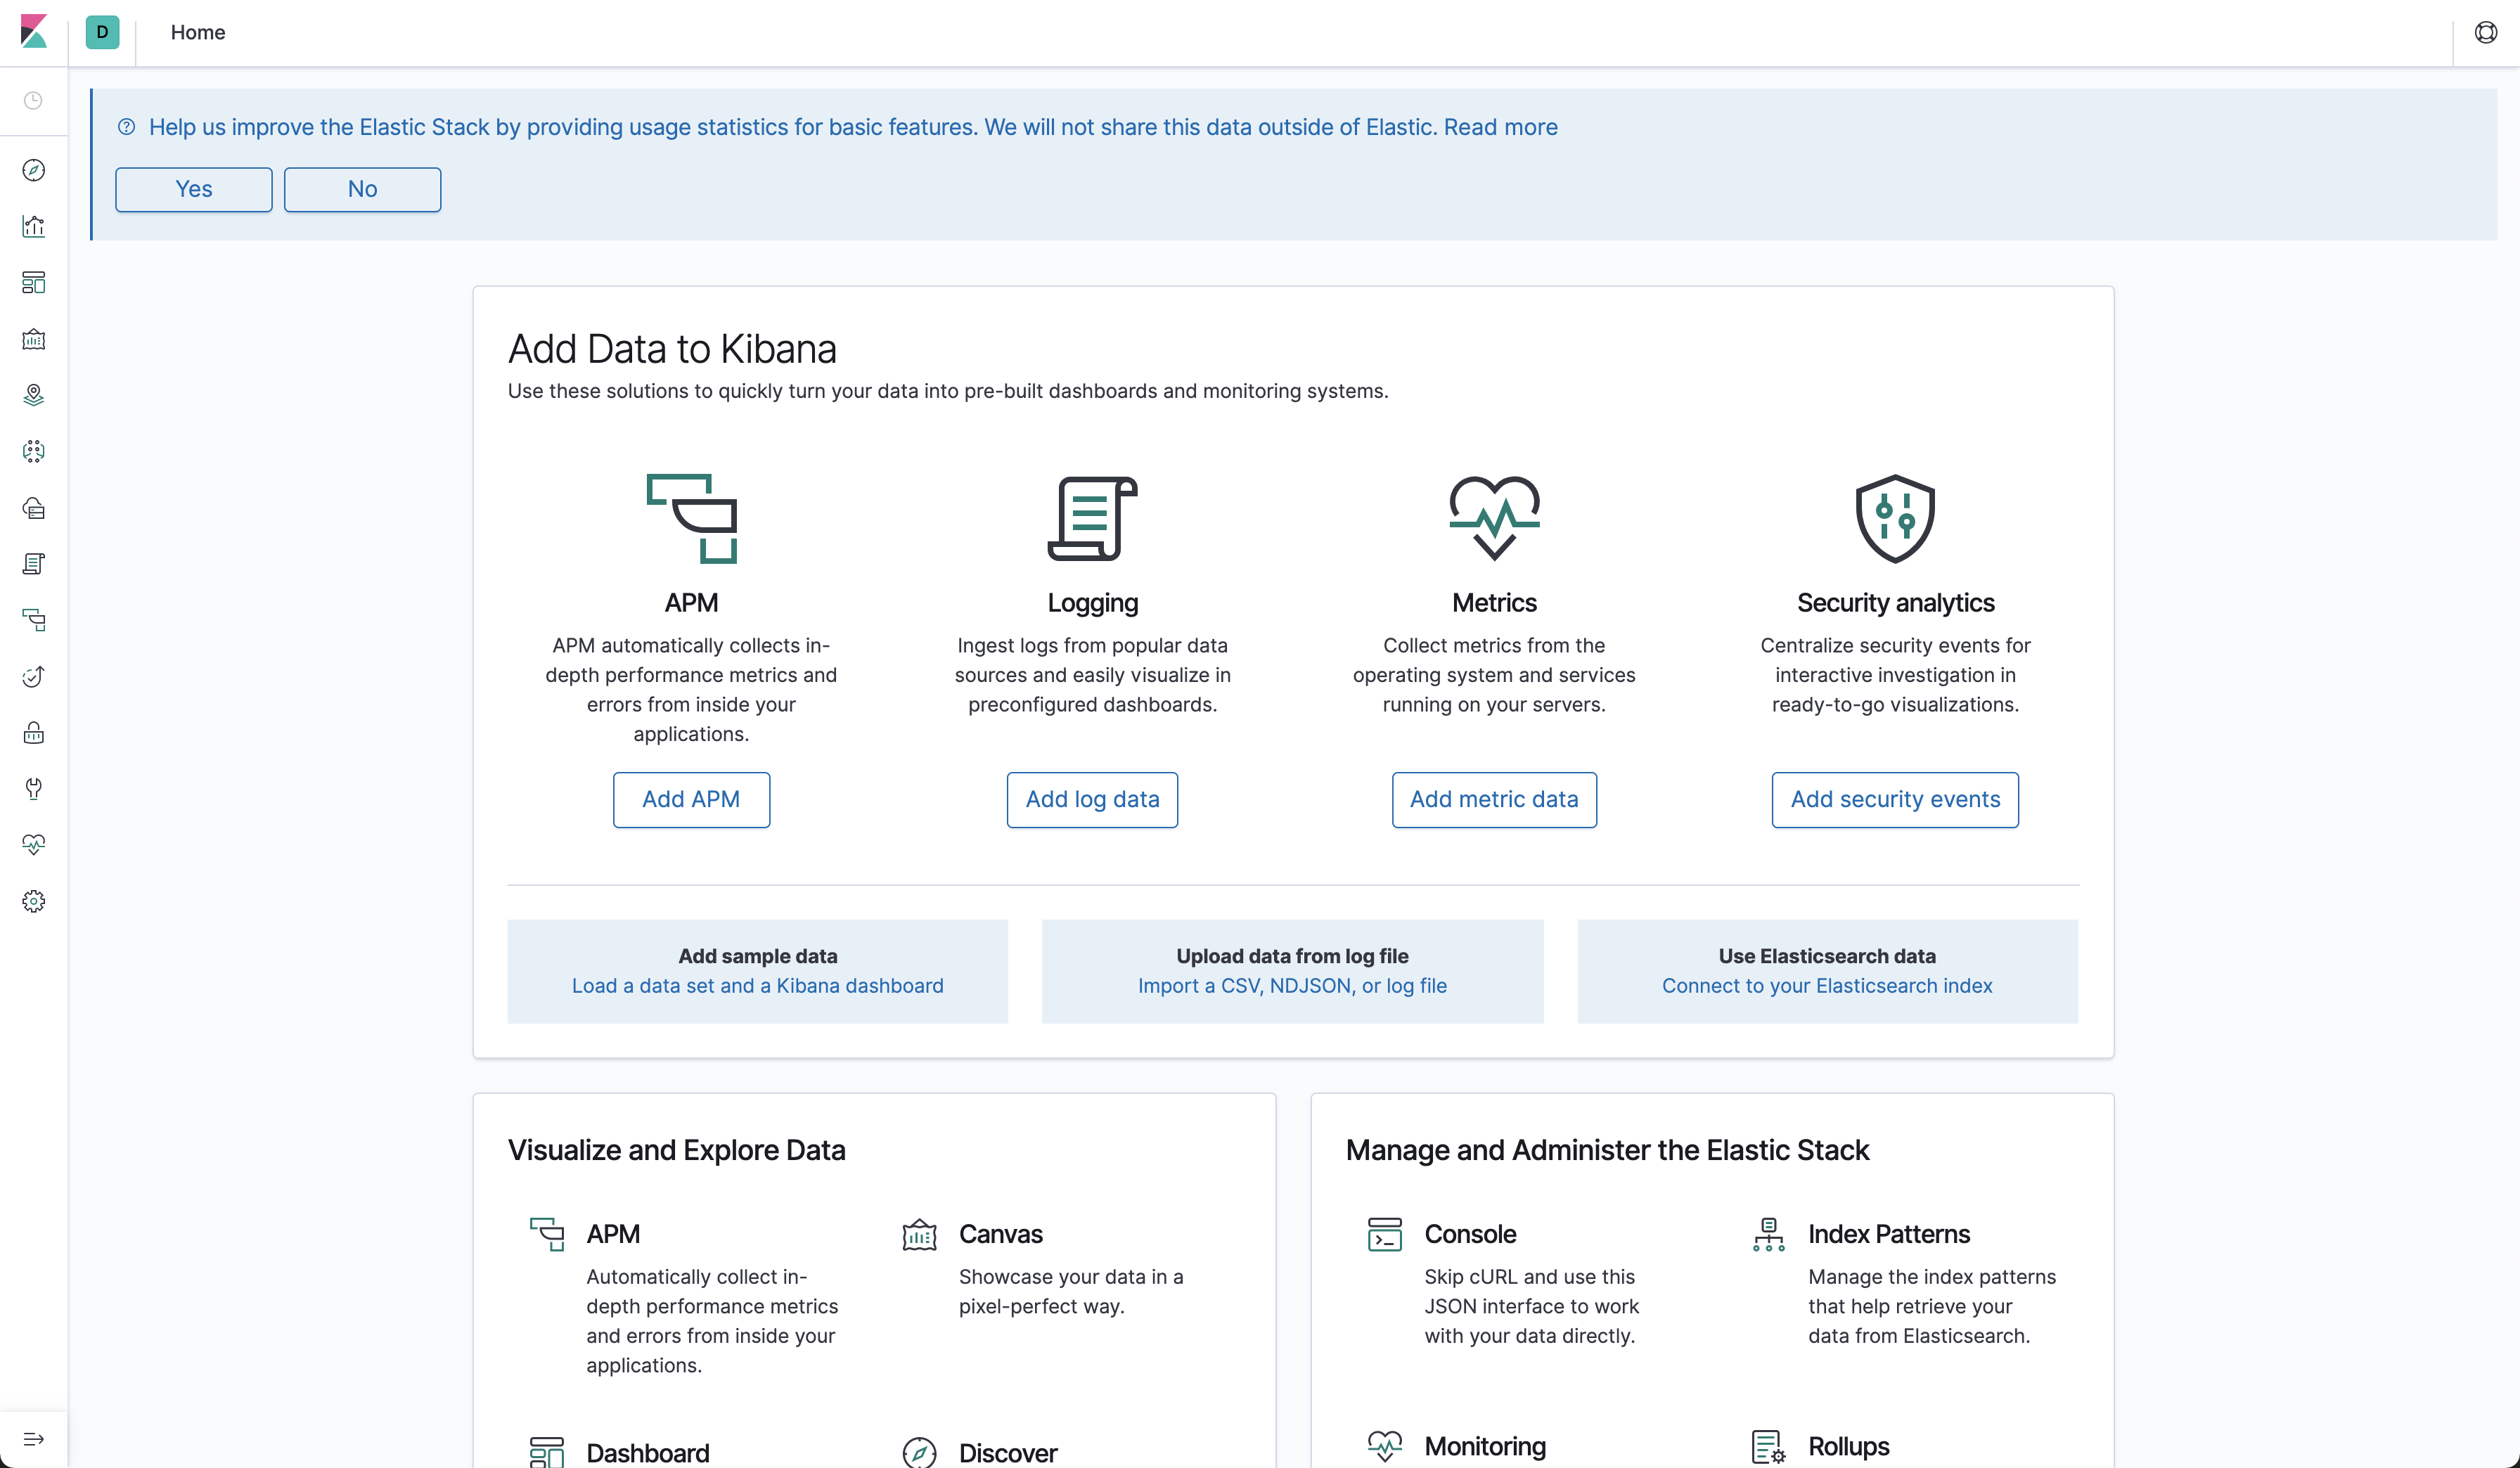 D
Home
Help us improve the Elastic Stack by providing usage statistics for basic features. We will not share this data outside of Elastic. Read more
Yes
No
Add Data to Kibana
Use these solutions to quickly turn your data into pre-built dashboards and monitoring systems.
APM
APM automatically collects in-
depth performance metrics and
errors from inside your
applications.
Add APM
Logging
Ingest logs from popular data
sources and easily visualize in
preconfigured dashboards.
Add log data
Metrics
Collect metrics from the
operating system and services
running on your servers.
Add metric data
Security analytics
Centralize security events for
interactive investigation in
ready-to-go visualizations.
Add security events
Add sample data
Load a data set and a Kibana dashboard
Upload data from log file
Import a CSV, NDJSON, or log file
Use Elasticsearch data
Connect to your Elasticsearch index
Visualize and Explore Data
APM
Automatically collect in-
depth performance metrics
and errors from inside your
applications.
Canvas
Showcase your data in a
pixel-perfect way.
Dashboard
Discover
Manage and Administer the Elastic Stack
Console
Skip cURL and use this
JSON interface to work
with your data directly.
Index Patterns
Manage the index patterns
that help retrieve your
data from Elasticsearch.
Monitoring
Rollups